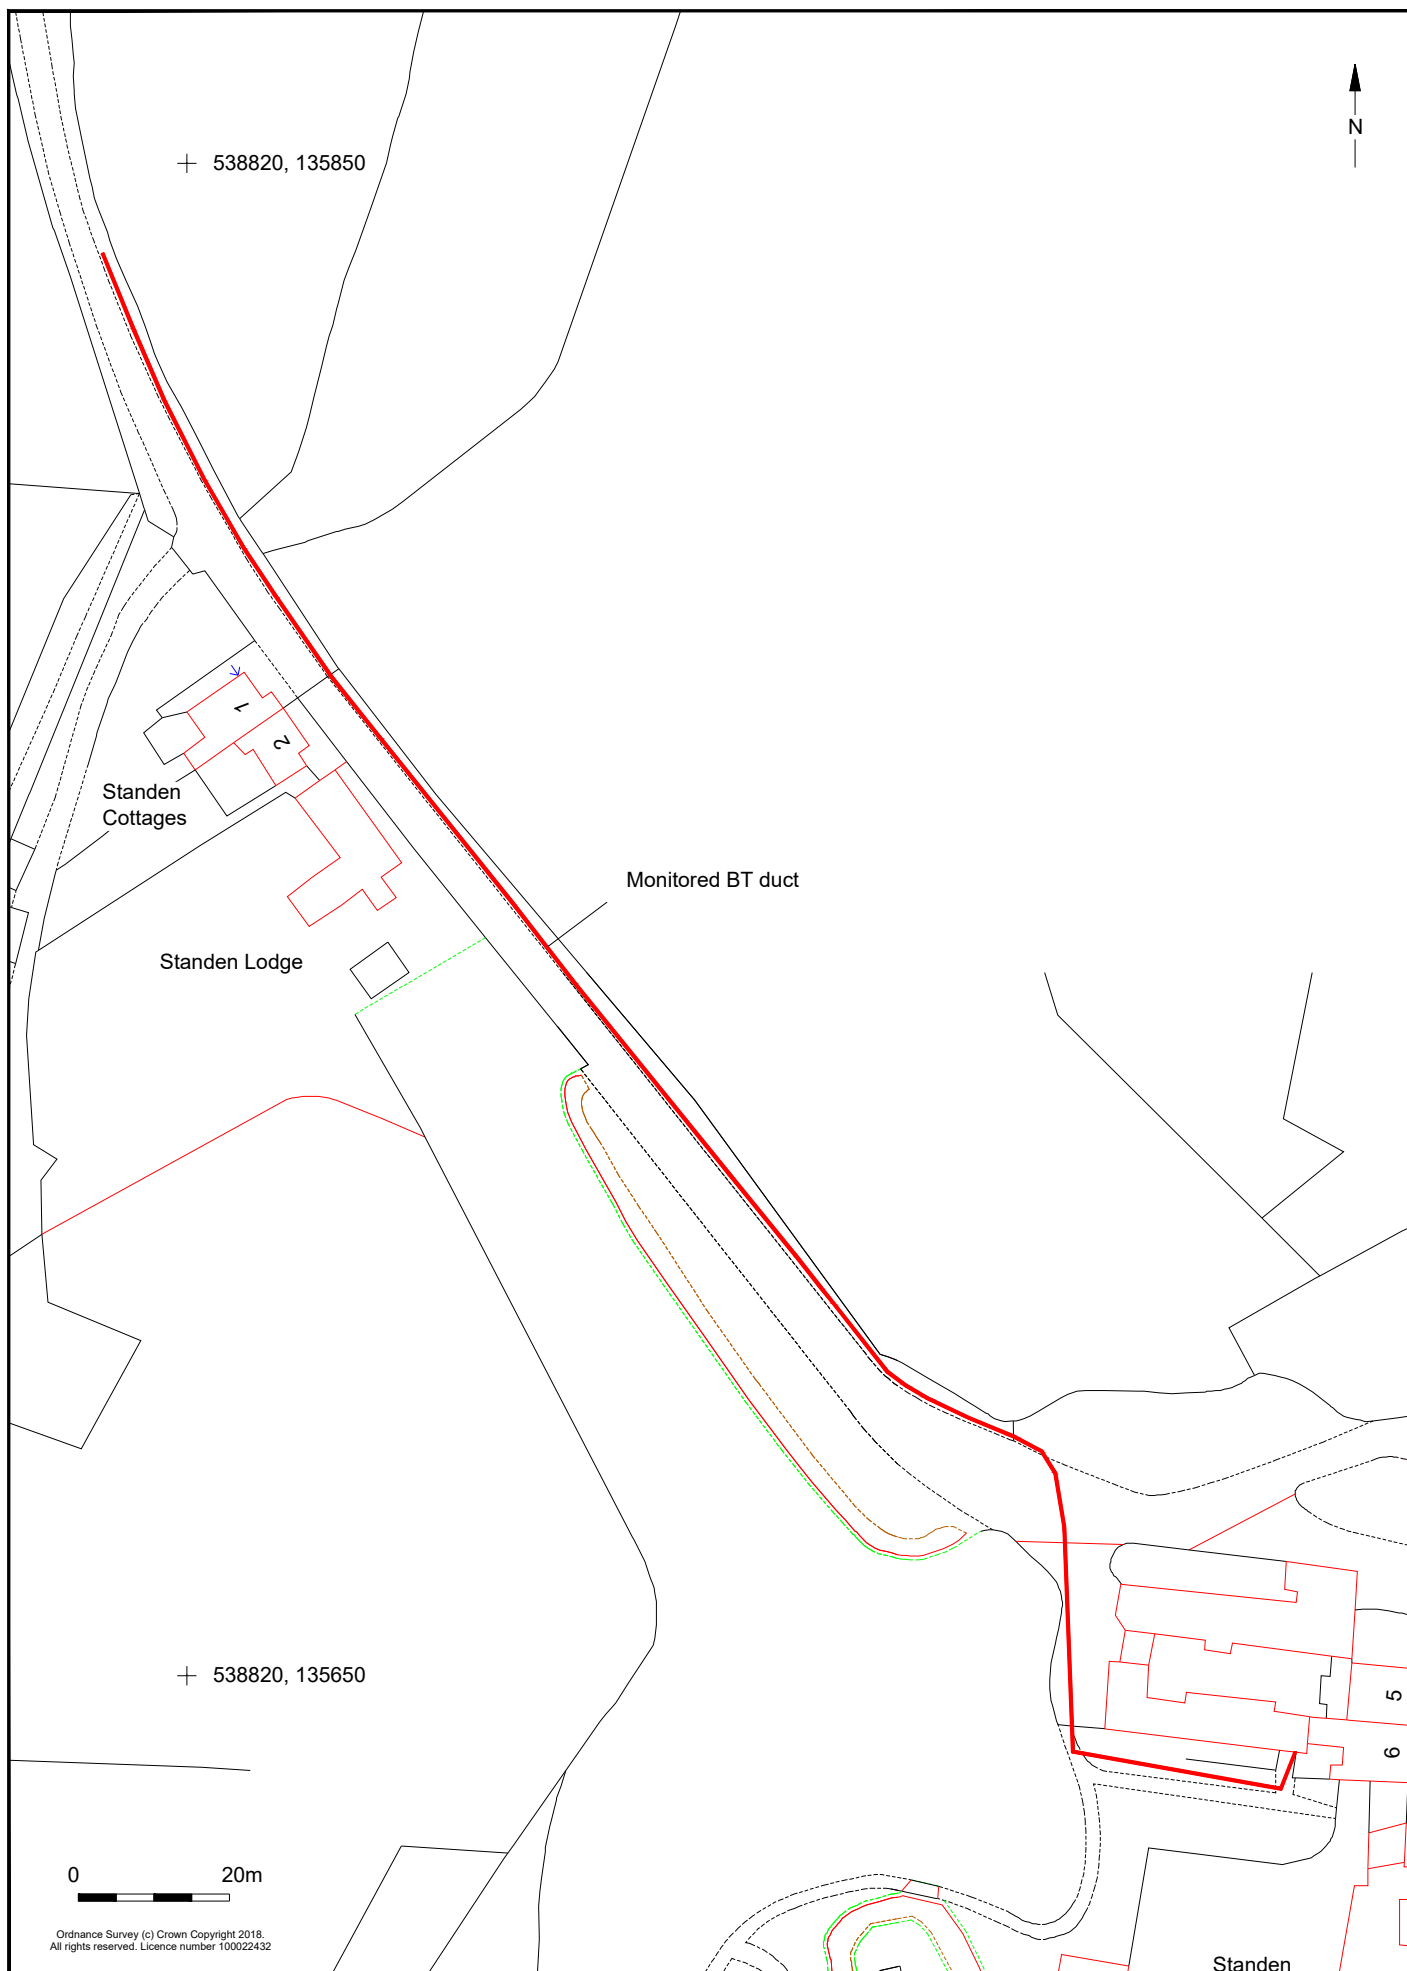 538820, 135850
N
1
2
Standen
Cottages
Monitored BT duct
Standen Lodge
538820, 135650
5
6
0 20m
Ordnance Survey (c) Crown Copyright 2018.
All rights reserved. Licence number 100022432
Standen